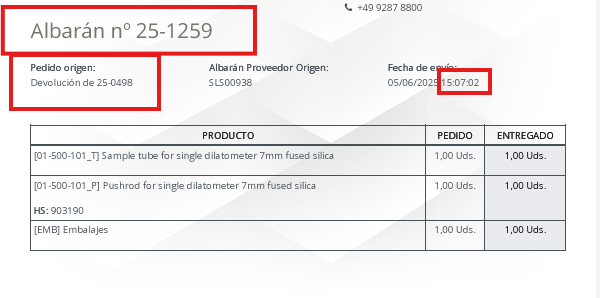 +49 9287 8800
Albarán nº 25-1259
Pedido origen: Albarán Proveedor Origen: Fecha de envío:
Devolución de 25-0498 SLS00938 05/06/2025 15:07:02
PRODUCTO PEDIDO ENTREGADO
[01-500-101_T] Sample tube for single dilatometer 7mm fused silica 1,00 Uds. 1,00 Uds.
[01-500-101_P] Pushrod for single dilatometer 7mm fused silica 1,00 Uds. 1,00 Uds.
HS: 903190
[EMB] Embalajes 1,00 Uds. 1,00 Uds.